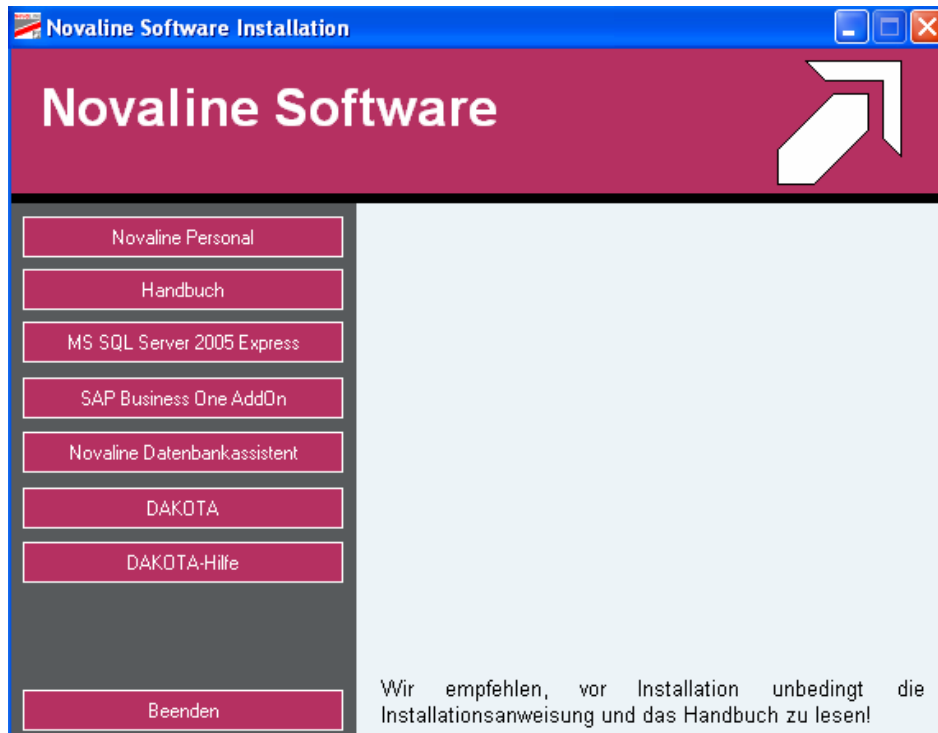 Novaline Software Installation
Novaline Software
Novaline Personal
Handbuch
MS SQL Server 2005 Express
SAP Business One AddOn
Novaline Datenbankassistent
DAKOTA
DAKOTA-Hilfe
Beenden
Wir empfehlen, vor Installation unbedingt die
Installationsanweisung und das Handbuch zu lesen!